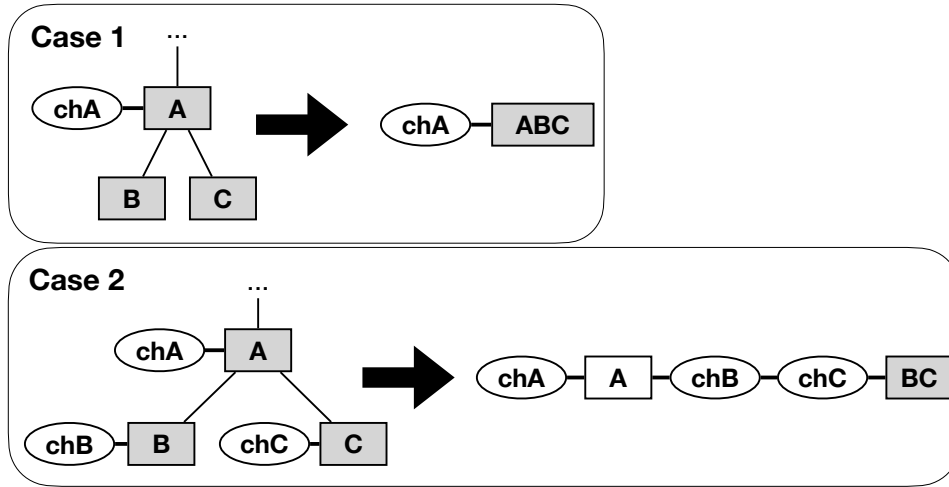 Case 1
...
chA A
B C
chA ABC
Case 2
...
chA A
chB B chC C
chA A chB chC BC